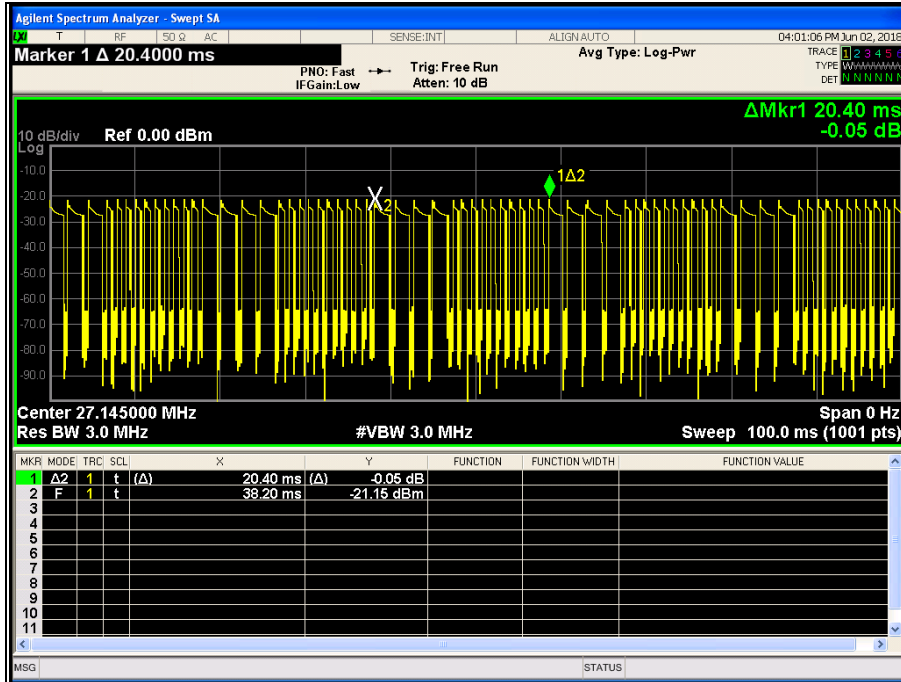 Agilent Spectrum Analyzer - Swept SA
LXI T RF 50 Ω AC SENSE:INT ALIGN AUTO 04:01:06 PM Jun 02, 2018
Marker 1 Δ 20.4000 ms
PNO: Fast
IFGain:Low
Trig: Free Run
Atten: 10 dB
Avg Type: Log-Pwr
TRACE 1 2 3 4 5 6
TYPE WWWWWW
DET N N N N N N
ΔMkr1 20.40 ms
-0.05 dB
10 dB/div Ref 0.00 dBm
Log
1Δ2
-10.0
-20.0
2
-30.0
-40.0
-50.0
-60.0
-70.0
-80.0
-90.0
Center 27.145000 MHz Span 0 Hz
Res BW 3.0 MHz #VBW 3.0 MHz Sweep 100.0 ms (1001 pts)
MKR MODE TRC SCL X Y FUNCTION FUNCTION WIDTH FUNCTION VALUE
1 Δ2 1 t (Δ) 20.40 ms (Δ) -0.05 dB
2 F 1 t 38.20 ms -21.15 dBm
3
4
5
6
7
8
9
10
11
MSG STATUS